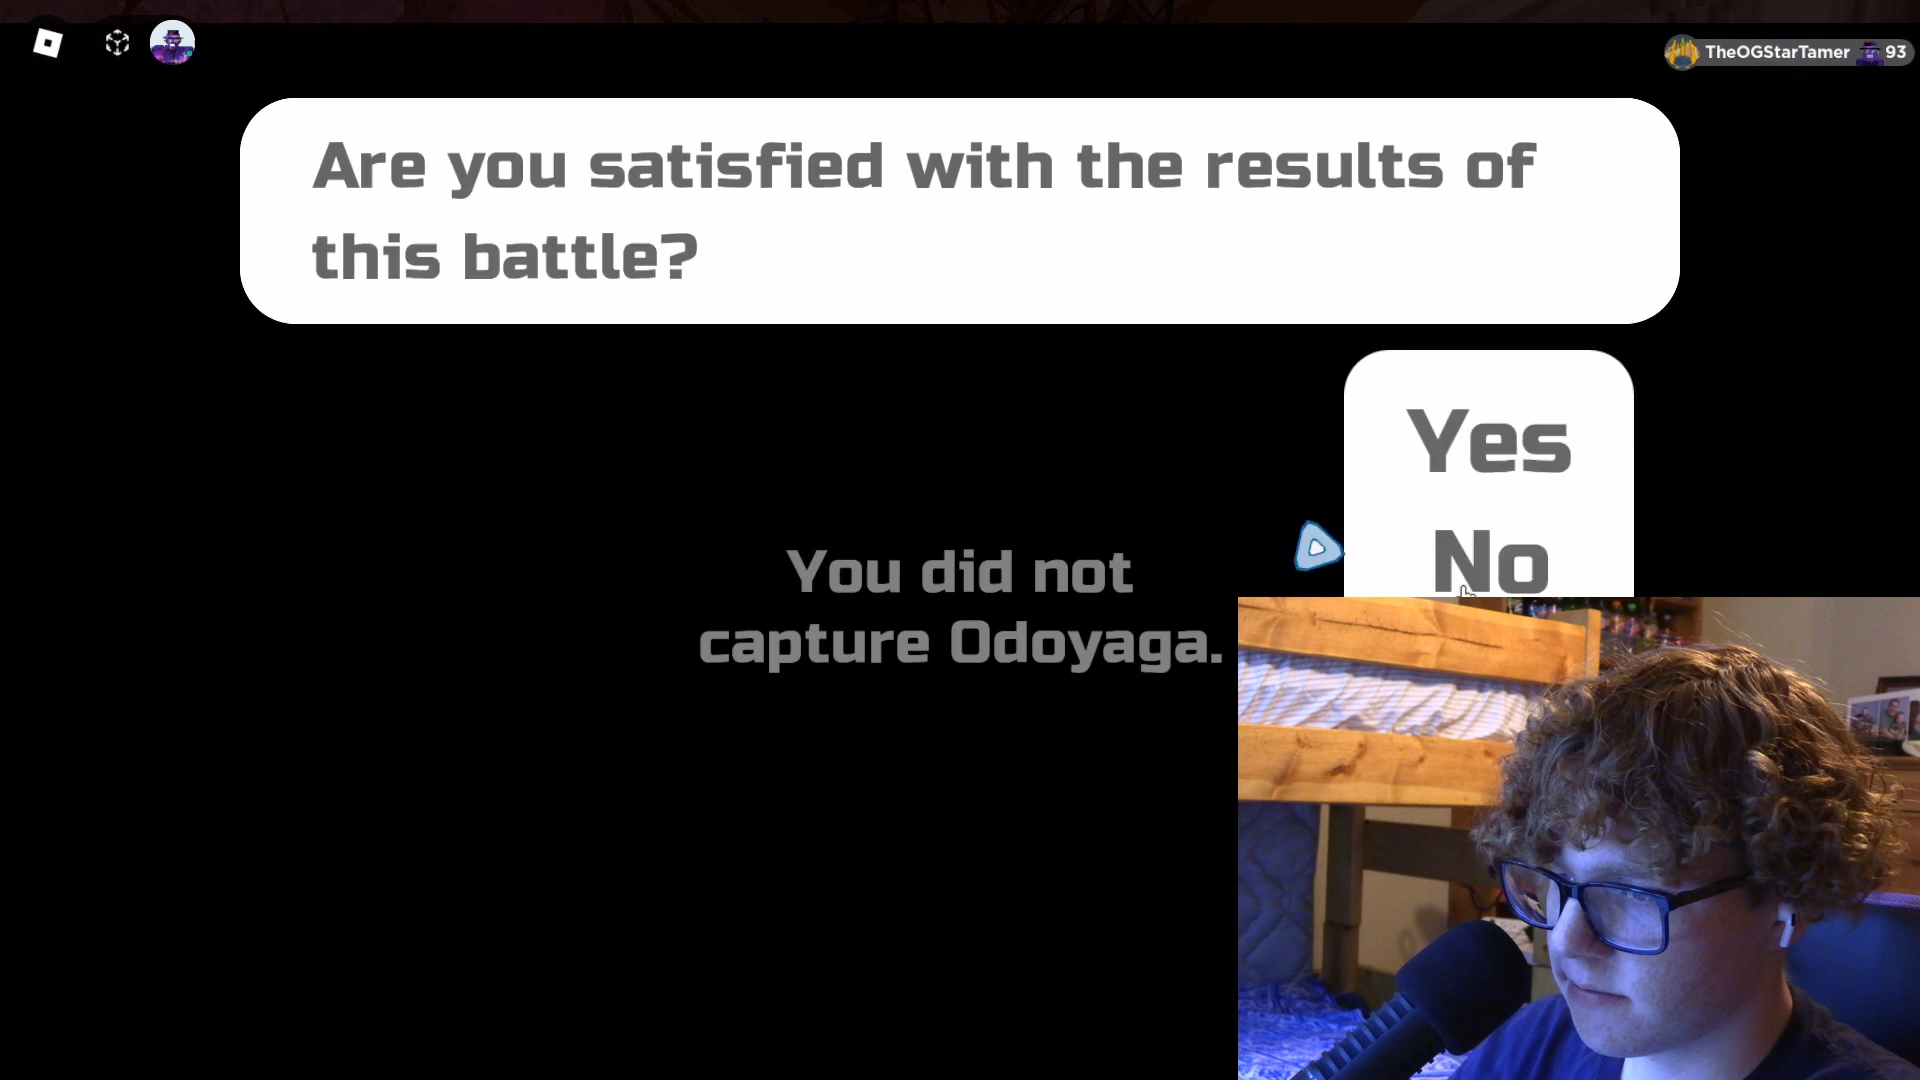 TheOGStarTamer 93
Are you satisfied with the results of
this battle?
Yes
No
You did not
capture Odoyaga.